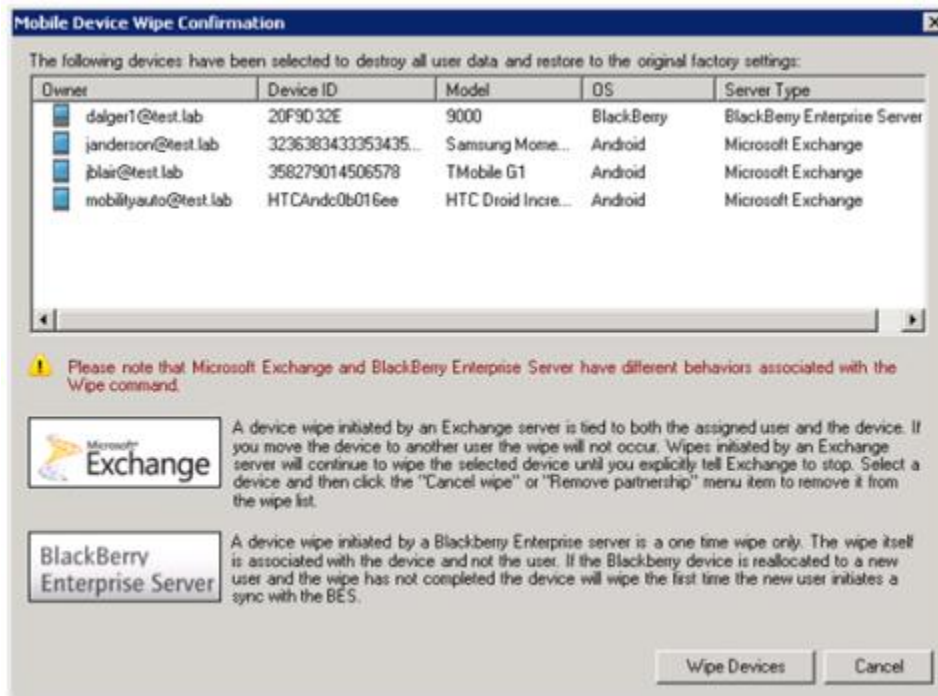 Mobile Device Wipe Confirmation
The following devices have been selected to destroy all user data and restore to the original factory settings:
Owner Device ID Model OS Server Type
dalger1@test.lab 20F9D32E 9000 BlackBerry BlackBerry Enterprise Server
janderson@test.lab 3236383433353435... Samsung Mome... Android Microsoft Exchange
jblair@test.lab 358279014506578 TMobile G1 Android Microsoft Exchange
mobilityauto@test.lab HTCAndc0b016ee HTC Droid Incre... Android Microsoft Exchange
Please note that Microsoft Exchange and BlackBerry Enterprise Server have different behaviors associated with the
Wipe command.
Microsoft
Exchange
A device wipe initiated by an Exchange server is tied to both the assigned user and the device. If
you move the device to another user the wipe will not occur. Wipes initiated by an Exchange
server will continue to wipe the selected device until you explicitly tell Exchange to stop. Select a
device and then click the "Cancel wipe" or "Remove partnership" menu item to remove it from
the wipe list.
BlackBerry
Enterprise Server
A device wipe initiated by a Blackberry Enterprise server is a one time wipe only. The wipe itself
is associated with the device and not the user. If the Blackberry device is reallocated to a new
user and the wipe has not completed the device will wipe the first time the new user initiates a
sync with the BES.
Wipe Devices Cancel